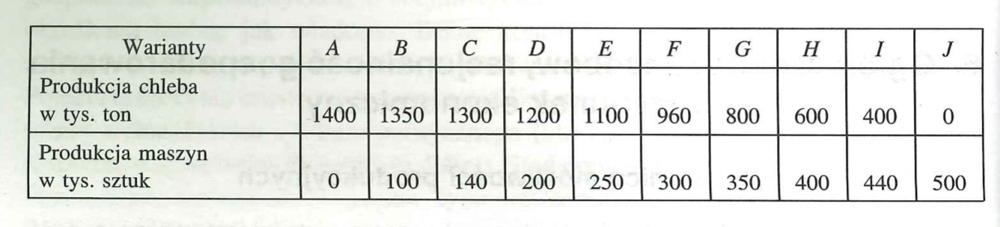 Warianty A B C D E F G H I J
Produkcja chleba
w tys. ton 1400 1350 1300 1200 1100 960 800 600 400 0
Produkcja maszyn
w tys. sztuk 0 100 140 200 250 300 350 400 440 500